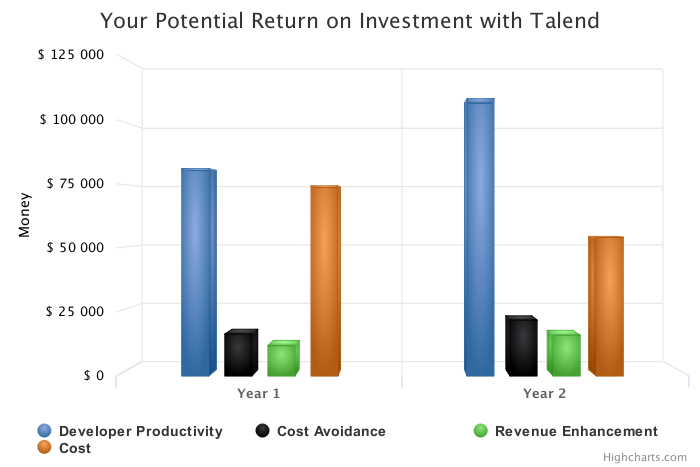 Your Potential Return on Investment with Talend
$ 125 000
$ 100 000
$ 75 000
$ 50 000
$ 25 000
$ 0
Money
Year 1 Year 2
Developer Productivity Cost Avoidance Revenue Enhancement
Cost
Highcharts.com